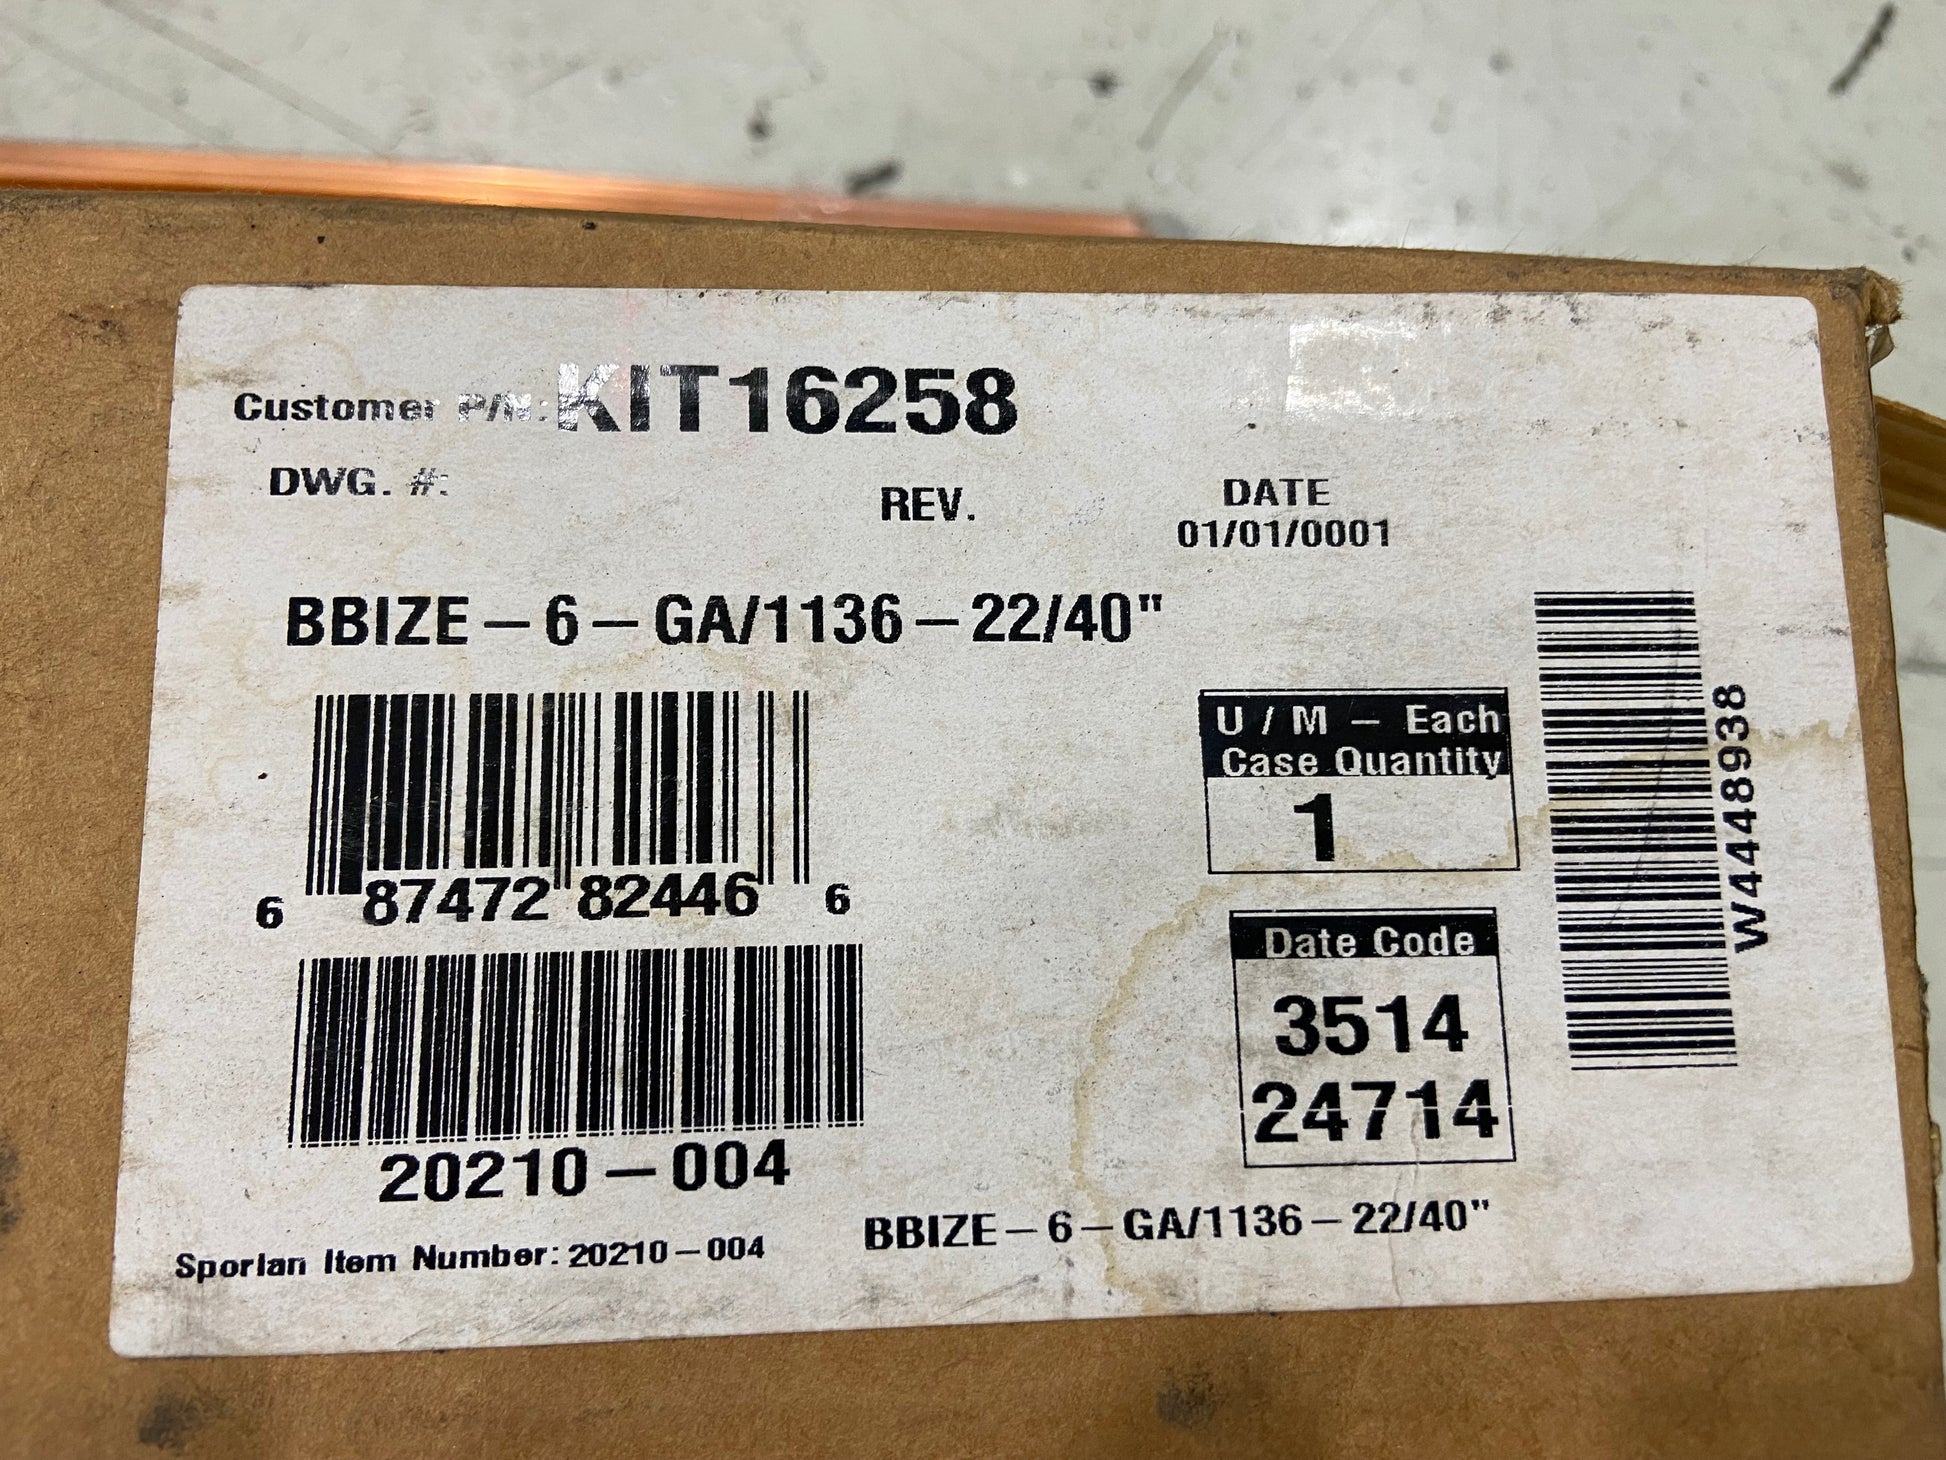 Customer P/N: KIT16258
DWG. #:
REV.
DATE
01/01/0001
BBIZE-6-GA/1136-22/40"
U / M - Each
Case Quantity
1
W4448938
6 87472 82446 6
Date Code
3514
24714
20210-004
Sporlan Item Number: 20210-004
BBIZE-6-GA/1136-22/40"